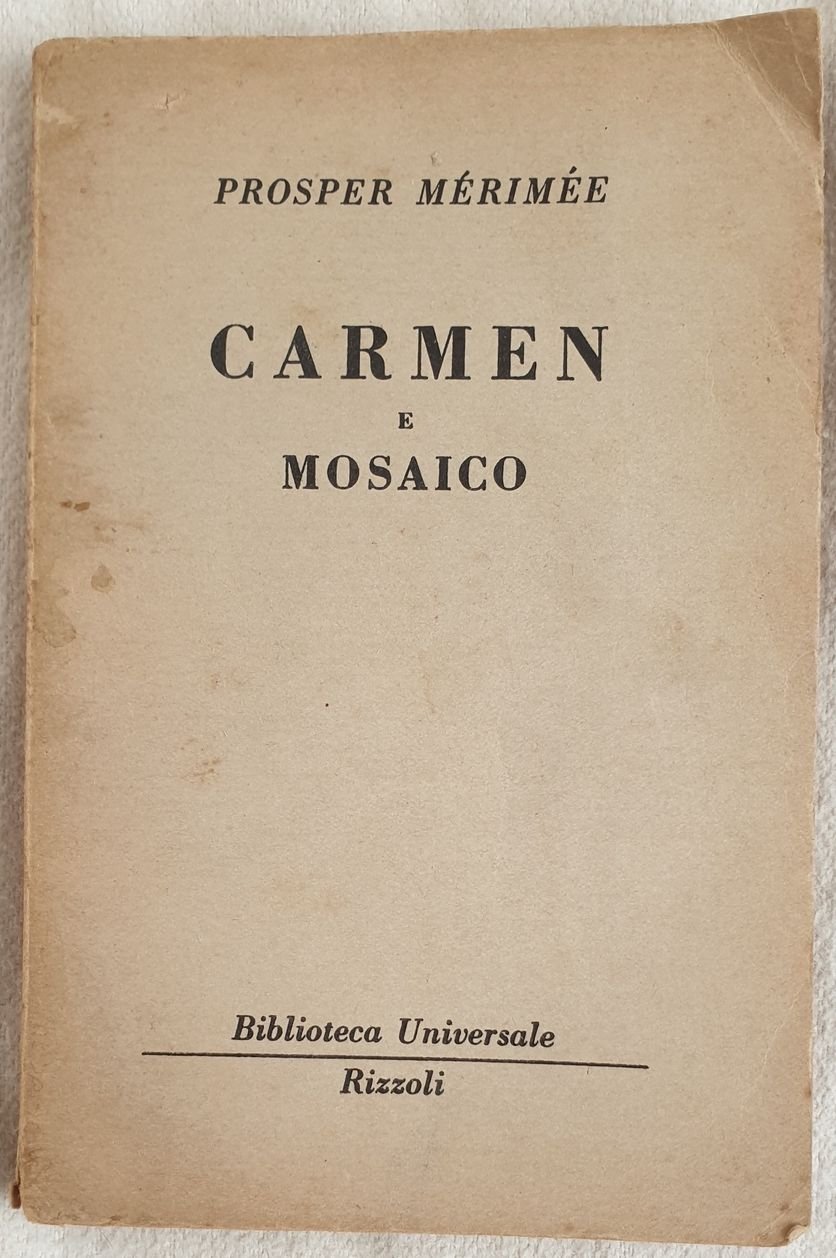 PROSPER MÉRIMÉE
CARMEN
E
MOSAICO
Biblioteca Universale
Rizzoli